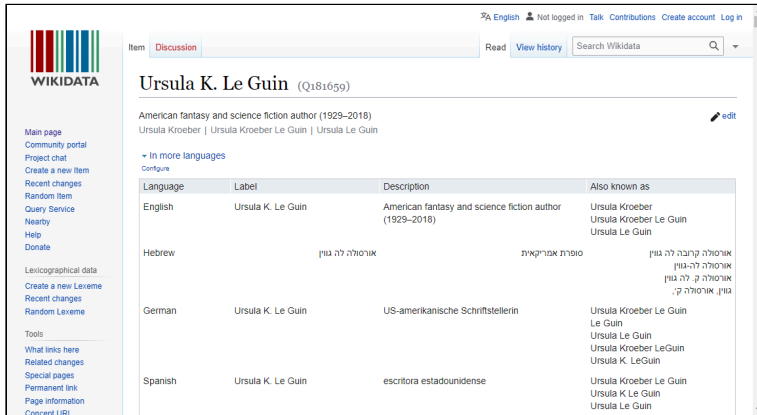 English Not logged in Talk Contributions Create account Log in
WIKIDATA
Item Discussion
Read View history Search Wikidata
Ursula K. Le Guin (Q181659)
American fantasy and science fiction author (1929–2018)
edit
Ursula Kroeber | Ursula Kroeber Le Guin | Ursula Le Guin
In more languages
Configure
Language Label Description Also known as
English Ursula K. Le Guin American fantasy and science fiction author (1929–2018) Ursula Kroeber
Ursula Kroeber Le Guin
Ursula Le Guin
Hebrew אורסולה לה גווין סופרת אמריקאית אורסולה קרובה לה גווין
אורסולה לה-גווין
אורסולה ק. לה גווין
גווין, אורסולה ק׳,
German Ursula K. Le Guin US-amerikanische Schriftstellerin Ursula Kroeber Le Guin
Le Guin
Ursula Le Guin
Ursula Kroeber LeGuin
Ursula K. LeGuin
Spanish Ursula K. Le Guin escritora estadounidense Ursula Kroeber Le Guin
Ursula K Le Guin
Ursula Le Guin
Main page
Community portal
Project chat
Create a new Item
Recent changes
Random Item
Query Service
Nearby
Help
Donate
Lexicographical data
Create a new Lexeme
Recent changes
Random Lexeme
Tools
What links here
Related changes
Special pages
Permanent link
Page information
Concept URI